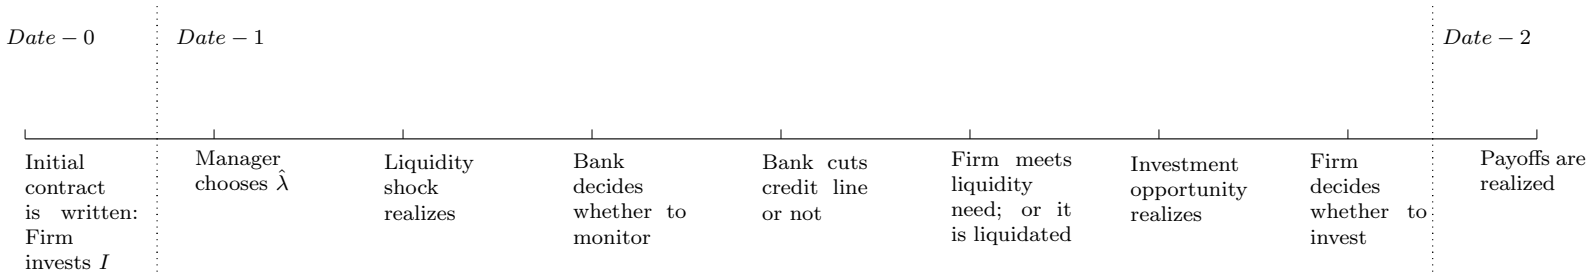 Date − 0
Date − 1
Date − 2
Initial
contract
is written:
Firm
invests I
Manager
chooses λ̂
Liquidity
shock
realizes
Bank
decides
whether to
monitor
Bank cuts
credit line
or not
Firm meets
liquidity
need; or it
is liquidated
Investment
opportunity
realizes
Firm
decides
whether to
invest
Payoffs are
realized